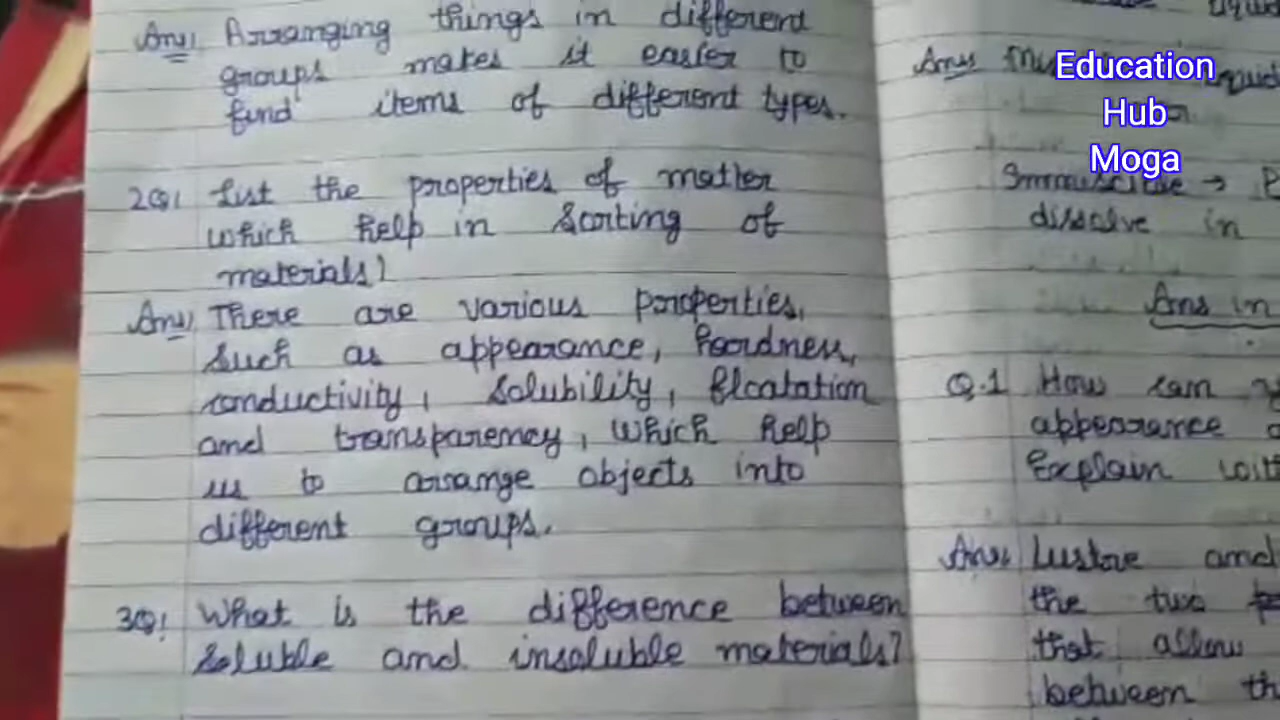 Ans! Arranging things in different
groups makes it easier to
find items of different types.
2Q! List the properties of matter
which help in Sorting of
materials?
Ans! There are various properties,
such as appearance, hardness,
conductivity, solubility, floatation
and transparency, which help
us to arrange objects into
different groups.
3Q! What is the difference between
soluble and insoluble materials?
Ans
dissolve in
Ans in
Q.1 How can
appearance
Explain
Ans: Lustre and
the two
that allow
between
Education
Hub
Moga